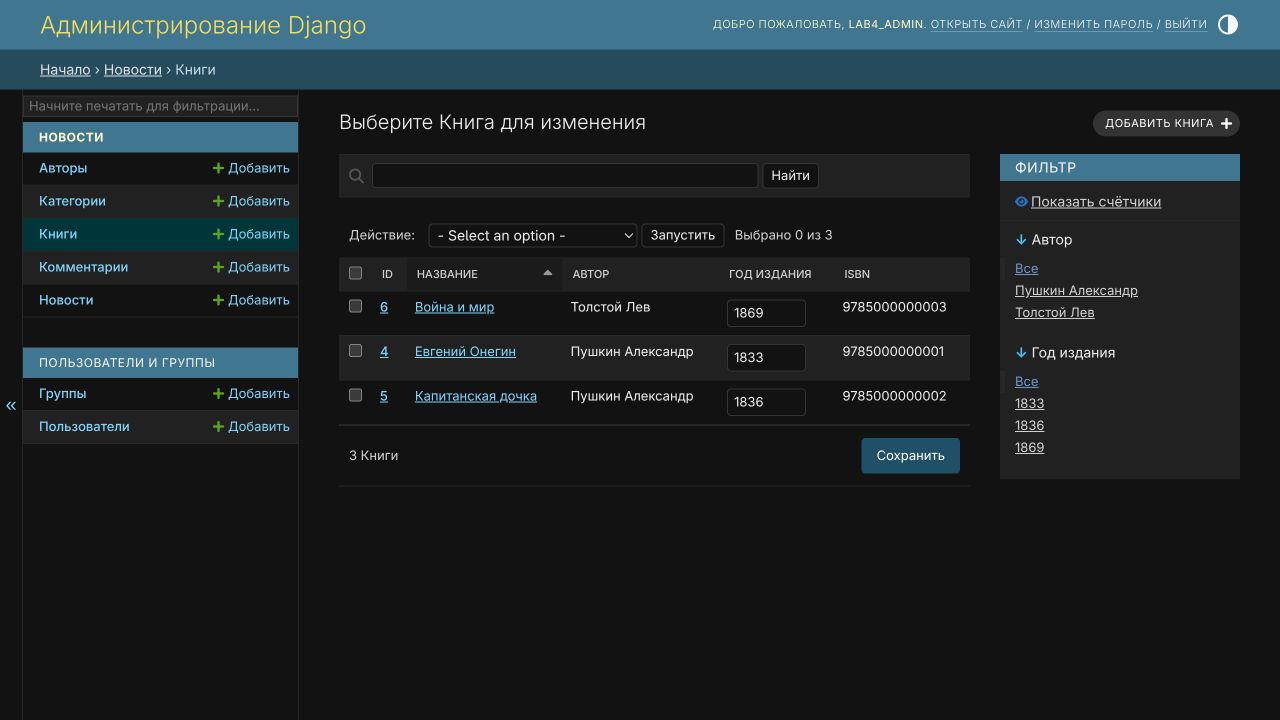 Администрирование Django
ДОБРО ПОЖАЛОВАТЬ, LAB4_ADMIN. ОТКРЫТЬ САЙТ / ИЗМЕНИТЬ ПАРОЛЬ / ВЫЙТИ
Начало › Новости › Книги
Начните печатать для фильтрации...
НОВОСТИ
Авторы Добавить
Категории Добавить
Книги Добавить
Комментарии Добавить
Новости Добавить
ПОЛЬЗОВАТЕЛИ И ГРУППЫ
Группы Добавить
Пользователи Добавить
«
Выберите Книга для изменения
ДОБАВИТЬ КНИГА
Найти
Действие: - Select an option - Запустить Выбрано 0 из 3
ID НАЗВАНИЕ АВТОР ГОД ИЗДАНИЯ ISBN
6 Война и мир Толстой Лев 1869 9785000000003
4 Евгений Онегин Пушкин Александр 1833 9785000000001
5 Капитанская дочка Пушкин Александр 1836 9785000000002
3 Книги Сохранить
ФИЛЬТР
Показать счётчики
Автор
Все
Пушкин Александр
Толстой Лев
Год издания
Все
1833
1836
1869